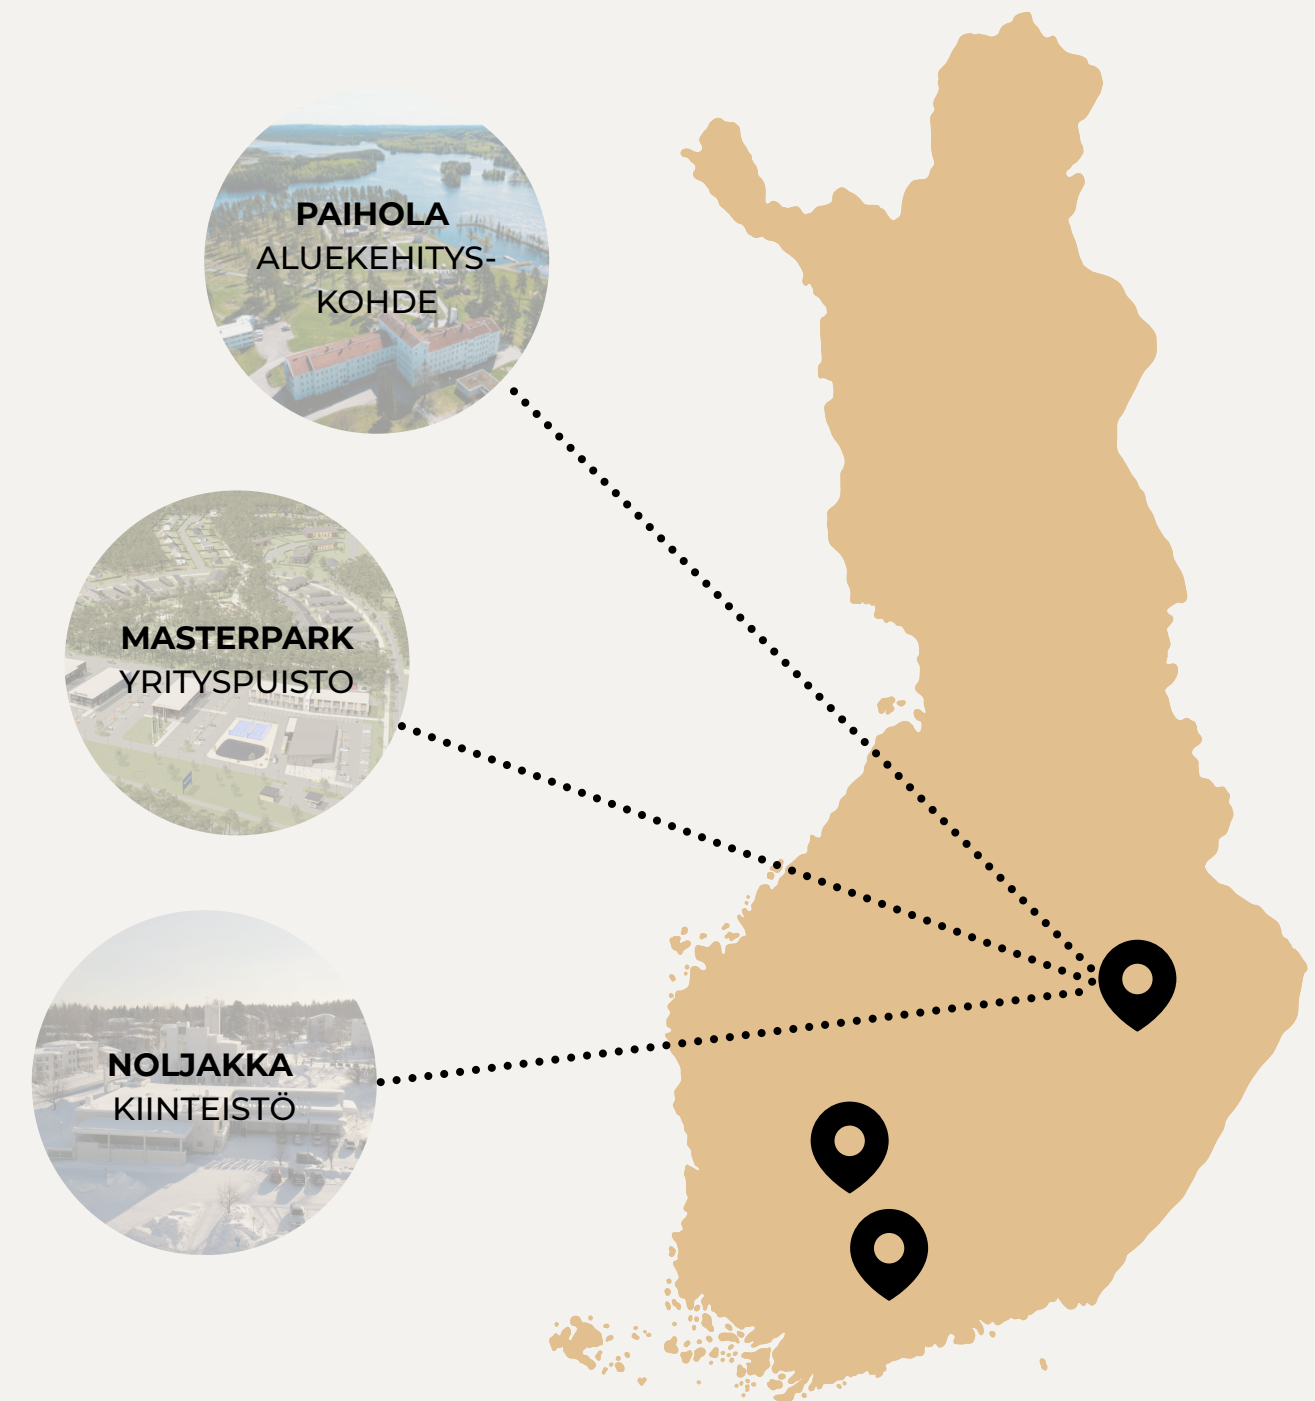 PAIHOLA
ALUEKEHITYS-
KOHDE
MASTERPARK
YRITYSPUISTO
NOLJAKKA
KIINTEISTÖ